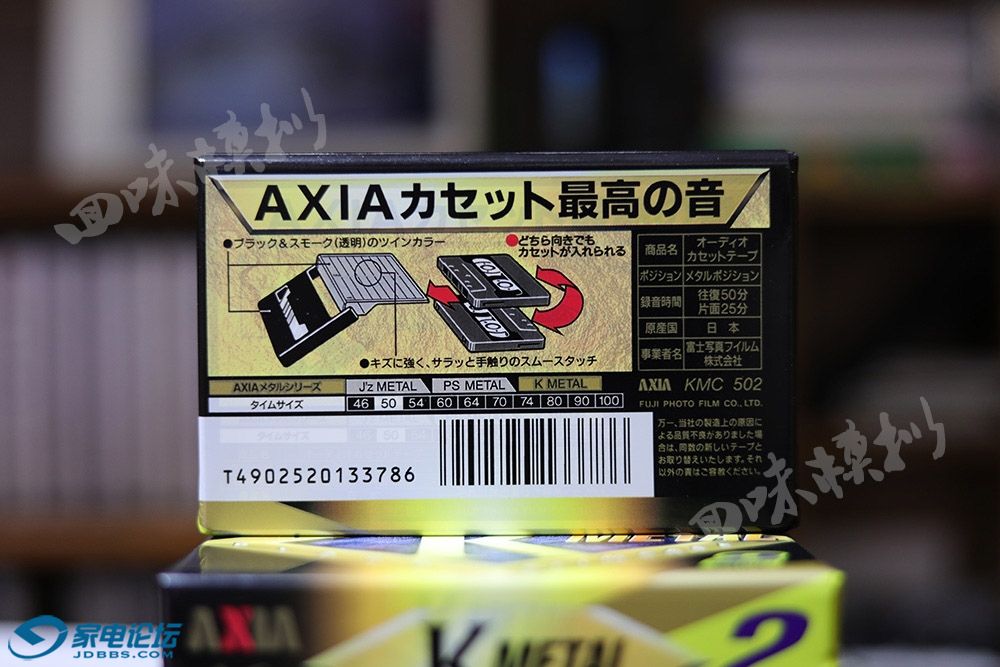 AXIAカセット最高の音
●ブラック&スモーク(透明)のツインカラー
●どちら向きでも
カセットが入れられる
●キズに強く、サラッと手触りのスムースタッチ
商品名 オーディオ
カセットテープ
ポジション メタルポジション
録音時間 往復50分
片面25分
原産国 日本
事業者名 富士写真フイルム
株式会社
AXIAメタルシリーズ J'z METAL PS METAL K METAL
タイムサイズ 46 50 54 60 64 70 74 80 90 100
AXIA KMC 502
FUJI PHOTO FILM CO., LTD.
万一、当社の製造上の原因に
よる品質不良がありました場
合は、同数の新しいテープと
お取り替えいたします。それ
以外の責はご容赦ください。
タイムサイズ 46 50
T4902520133786
METAL
AXIA
K METAL
2
家电论坛
JDBBS.COM